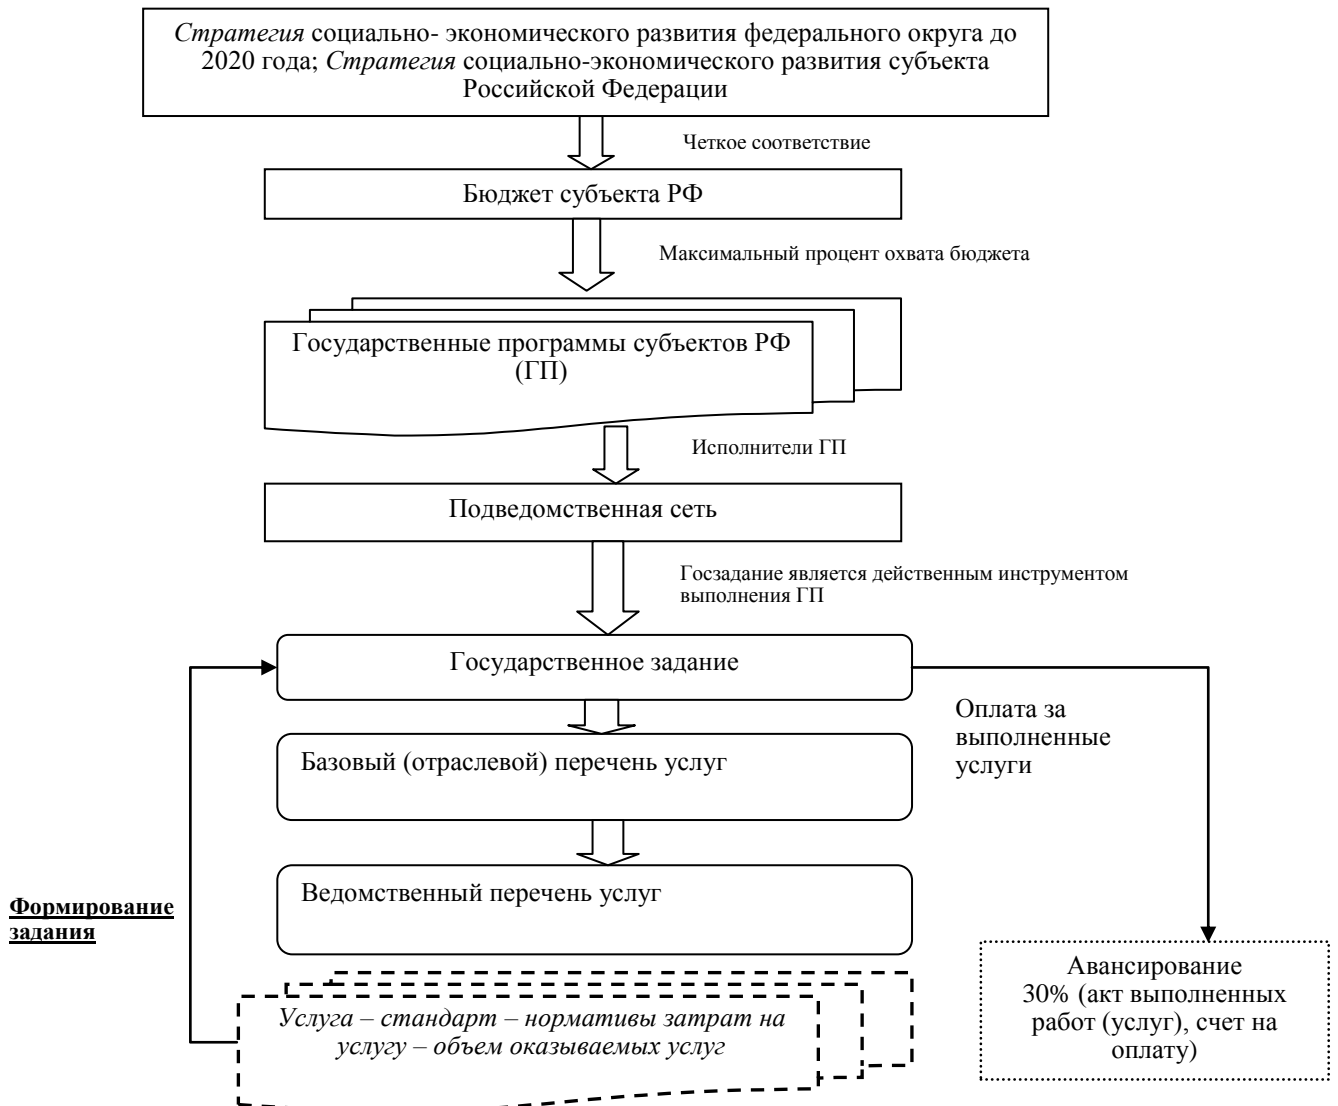 Стратегия социально- экономического развития федерального округа до
2020 года; Стратегия социально-экономического развития субъекта
Российской Федерации
Четкое соответствие
Бюджет субъекта РФ
Максимальный процент охвата бюджета
Государственные программы субъектов РФ
(ГП)
Исполнители ГП
Подведомственная сеть
Госзадание является действенным инструментом
выполнения ГП
Государственное задание
Оплата за
выполненные
услуги
Базовый (отраслевой) перечень услуг
Ведомственный перечень услуг
Формирование
задания
Авансирование
30% (акт выполненных
работ (услуг), счет на
оплату)
Услуга – стандарт – нормативы затрат на
услугу – объем оказываемых услуг